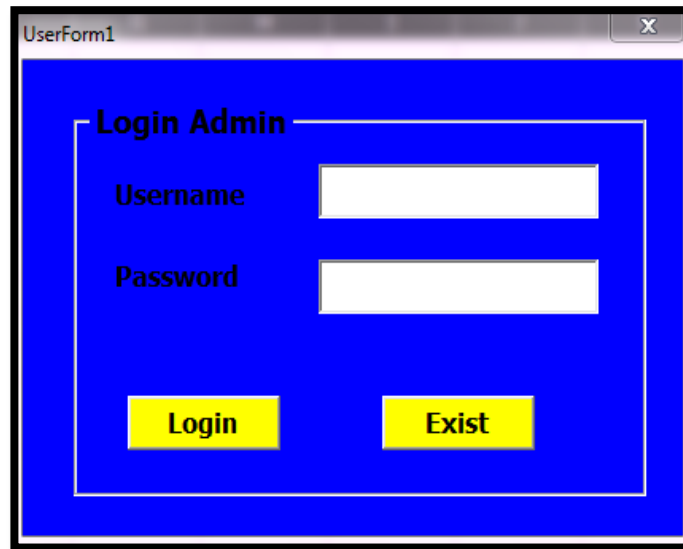 UserForm1
X
Login Admin
Username
Password
Login Exist